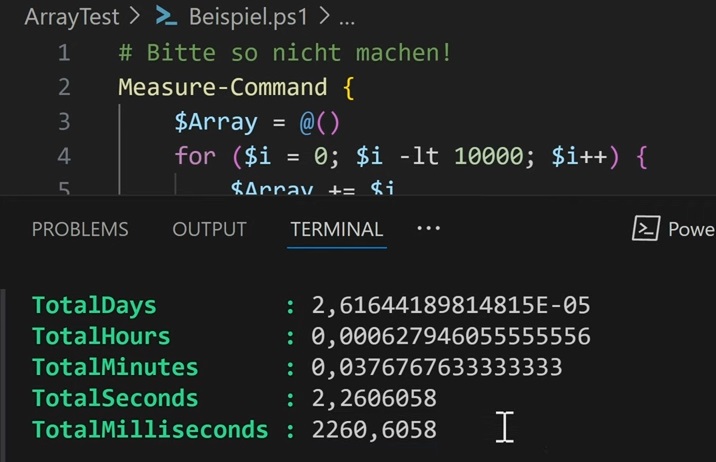 ArrayTest > Beispiel.ps1 > ...
1 # Bitte so nicht machen!
2 Measure-Command {
3 $Array = @()
4 for ($i = 0; $i -lt 10000; $i++) {
5 $Array += $i
PROBLEMS OUTPUT TERMINAL ... Powe
TotalDays : 2,61644189814815E-05
TotalHours : 0,000627946055555556
TotalMinutes : 0,0376767633333333
TotalSeconds : 2,2606058
TotalMilliseconds : 2260,6058